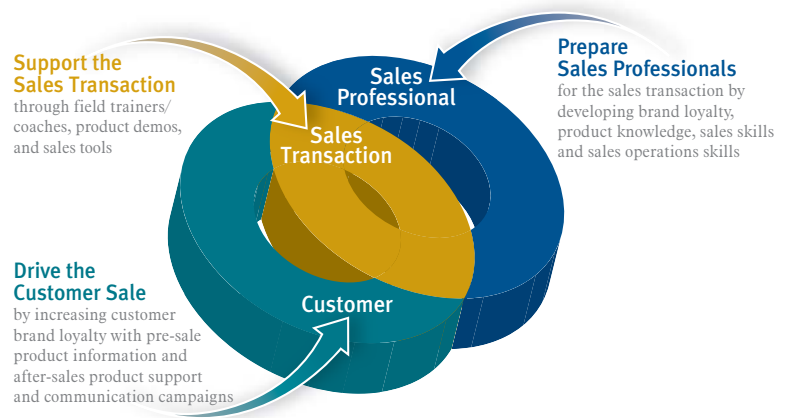 Support the
Sales Transaction
through field trainers/
coaches, product demos,
and sales tools
Sales
Professional
Sales
Transaction
Prepare
Sales Professionals
for the sales transaction by
developing brand loyalty,
product knowledge, sales skills
and sales operations skills
Drive the
Customer Sale
by increasing customer
brand loyalty with pre-sale
product information and
after-sales product support
and communication campaigns
Customer